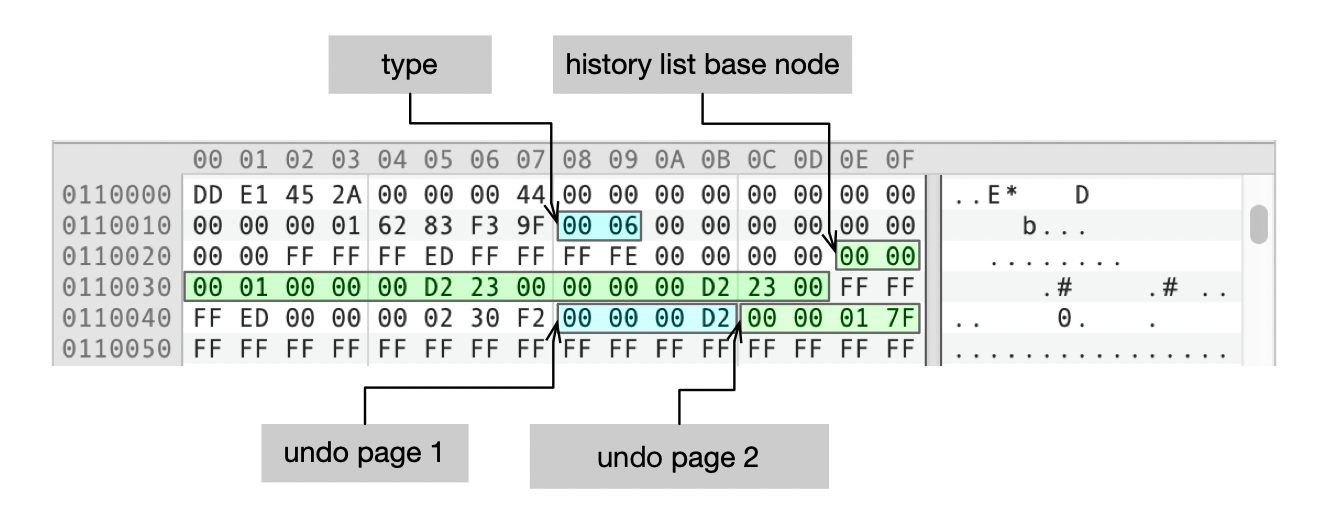 type
history list base node
00 01 02 03 04 05 06 07 08 09 0A 0B 0C 0D 0E 0F
0110000 DD E1 45 2A 00 00 00 44 00 00 00 00 00 00 00 00 ..E* D
0110010 00 00 00 01 62 83 F3 9F 00 06 00 00 00 00 00 00 b...
0110020 00 00 FF FF FF ED FF FF FF FE 00 00 00 00 00 00 ........
0110030 00 01 00 00 00 D2 23 00 00 00 00 D2 23 00 FF FF .# .# ..
0110040 FF ED 00 00 00 02 30 F2 00 00 00 D2 00 00 01 7F .. 0. .
0110050 FF FF FF FF FF FF FF FF FF FF FF FF FF FF FF FF ................
undo page 1
undo page 2